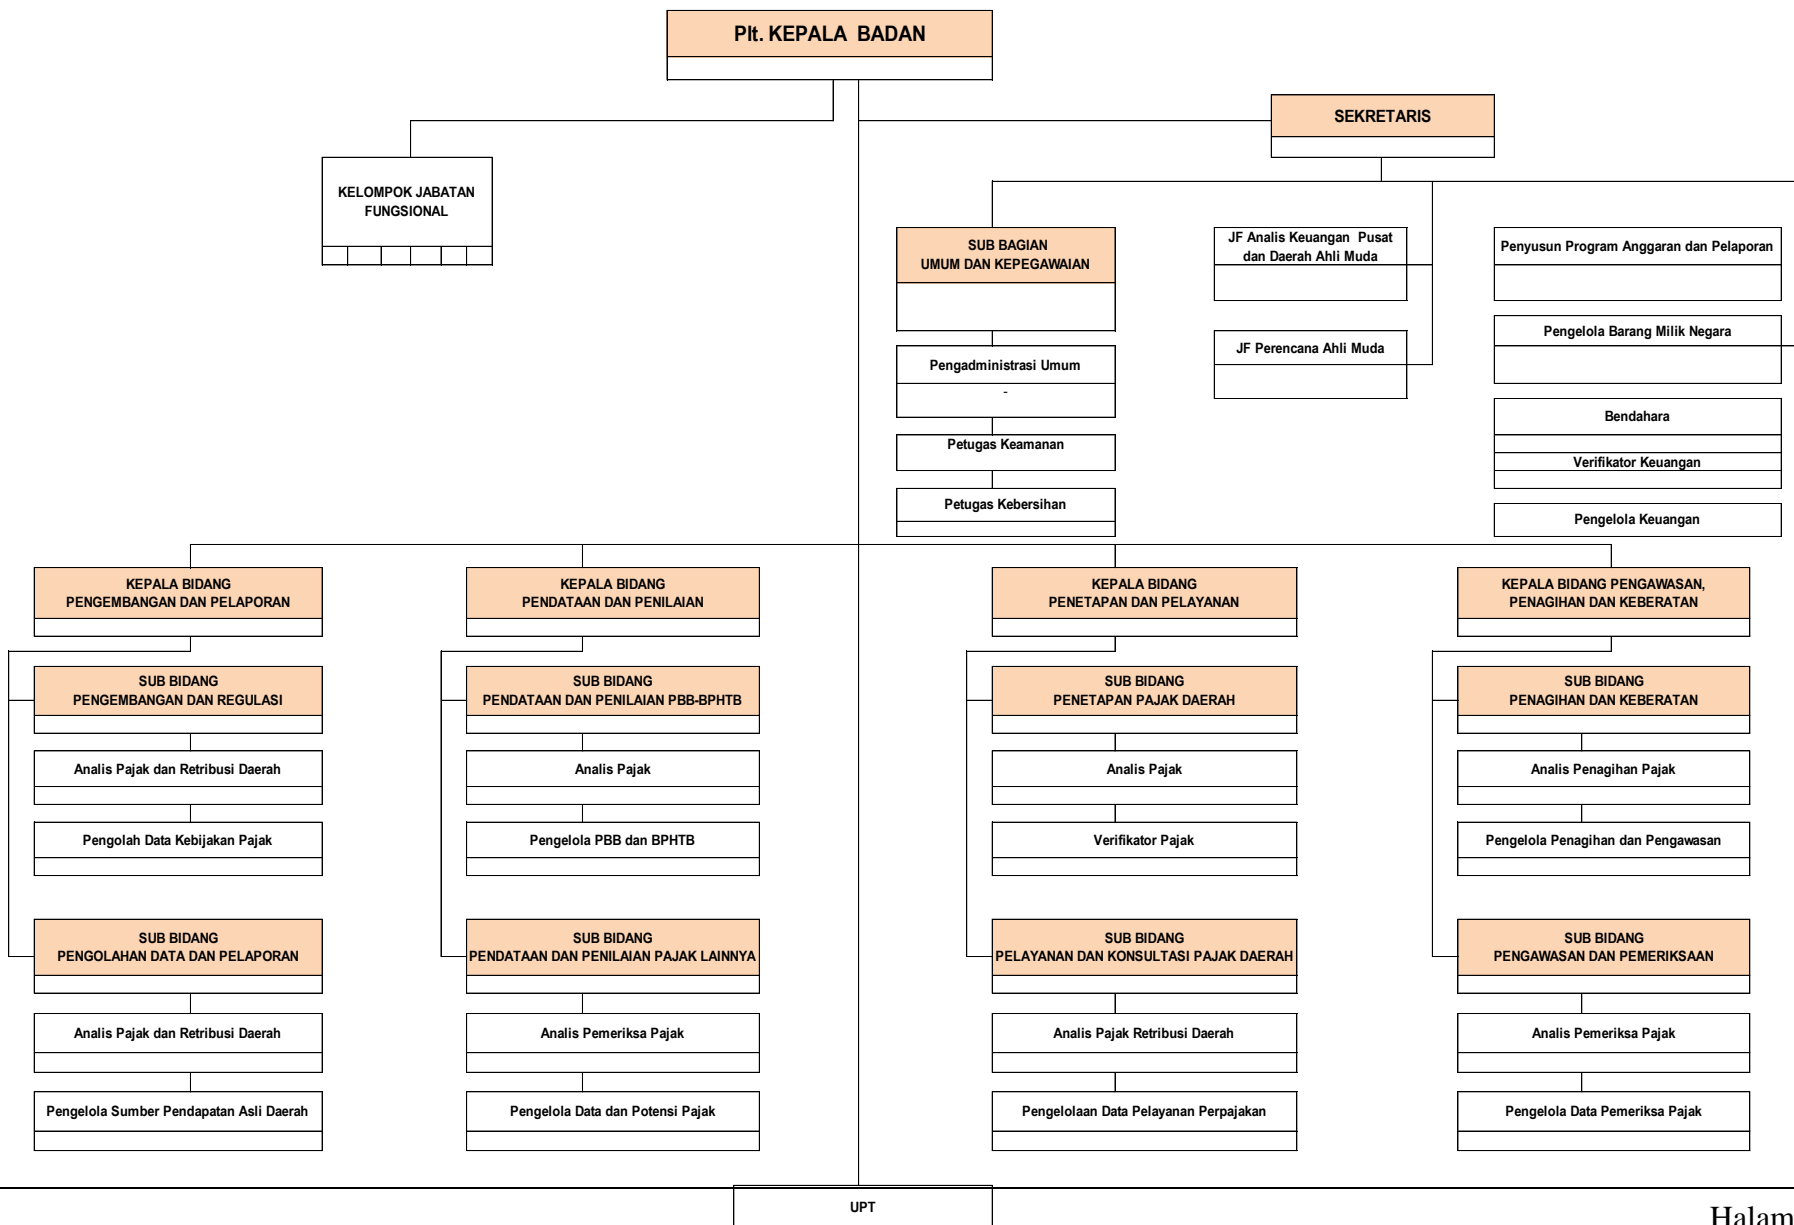 Plt. KEPALA BADAN
SEKRETARIS
KELOMPOK JABATAN
FUNGSIONAL
SUB BAGIAN
UMUM DAN KEPEGAWAIAN
JF Analis Keuangan Pusat
dan Daerah Ahli Muda
Penyusun Program Anggaran dan Pelaporan
Pengelola Barang Milik Negara
JF Perencana Ahli Muda
Pengadministrasi Umum
-
Bendahara
Petugas Keamanan
Verifikator Keuangan
Petugas Kebersihan
Pengelola Keuangan
KEPALA BIDANG
PENGEMBANGAN DAN PELAPORAN
KEPALA BIDANG
PENDATAAN DAN PENILAIAN
KEPALA BIDANG
PENETAPAN DAN PELAYANAN
KEPALA BIDANG PENGAWASAN,
PENAGIHAN DAN KEBERATAN
SUB BIDANG
PENGEMBANGAN DAN REGULASI
SUB BIDANG
PENDATAAN DAN PENILAIAN PBB-BPHTB
SUB BIDANG
PENETAPAN PAJAK DAERAH
SUB BIDANG
PENAGIHAN DAN KEBERATAN
Analis Pajak dan Retribusi Daerah
Analis Pajak
Analis Pajak
Analis Penagihan Pajak
Pengolah Data Kebijakan Pajak
Pengelola PBB dan BPHTB
Verifikator Pajak
Pengelola Penagihan dan Pengawasan
SUB BIDANG
PENGOLAHAN DATA DAN PELAPORAN
SUB BIDANG
PENDATAAN DAN PENILAIAN PAJAK LAINNYA
SUB BIDANG
PELAYANAN DAN KONSULTASI PAJAK DAERAH
SUB BIDANG
PENGAWASAN DAN PEMERIKSAAN
Analis Pajak dan Retribusi Daerah
Analis Pemeriksa Pajak
Analis Pajak Retribusi Daerah
Analis Pemeriksa Pajak
Pengelola Sumber Pendapatan Asli Daerah
Pengelola Data dan Potensi Pajak
Pengelolaan Data Pelayanan Perpajakan
Pengelola Data Pemeriksa Pajak
UPT
Halam